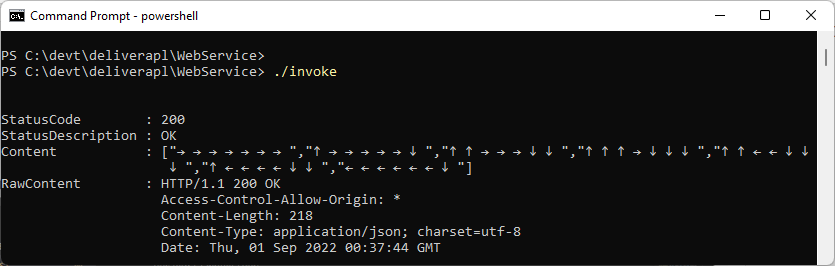 Command Prompt - powershell
PS C:\devt\deliverapl\WebService>
PS C:\devt\deliverapl\WebService> ./invoke
StatusCode : 200
StatusDescription : OK
Content : ["→ → → → → → → ","↑ → → → → → ↓ ","↑ ↑ → → → ↓ ↓ ","↑ ↑ ↑ → ↓ ↓ ↓ ","↑ ↑ ← ← ↓ ↓
↓ ","↑ ← ← ← ← ↓ ↓ ","← ← ← ← ← ← ↓ "]
RawContent : HTTP/1.1 200 OK
Access-Control-Allow-Origin: *
Content-Length: 218
Content-Type: application/json; charset=utf-8
Date: Thu, 01 Sep 2022 00:37:44 GMT